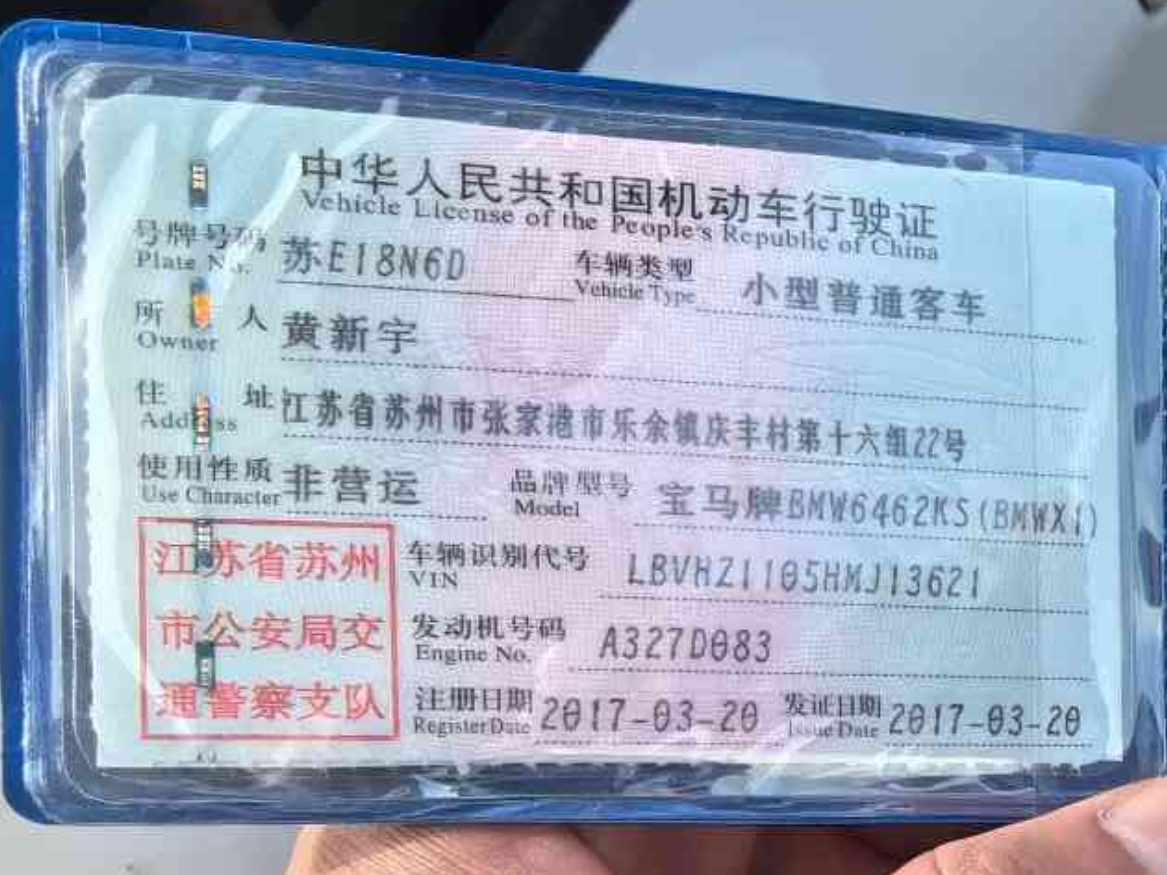 中华人民共和国机动车行驶证
Vehicle License of the People's Republic of China
号牌号码 苏E18N6D 车辆类型 小型普通客车
Plate No. Vehicle Type
所 人 黄新宇
Owner
住 址 江苏省苏州市张家港市乐余镇庆丰村第十六组22号
Address
使用性质 非营运 品牌型号 宝马牌BMW6462KS(BMWX1)
Use Character Model
江苏省苏州
市公安局交
通警察支队
车辆识别代号 LBVHZ1105HMJ13621
VIN
发动机号码 A327D083
Engine No.
注册日期 2017-03-20 发证日期 2017-03-20
Register Date Issue Date